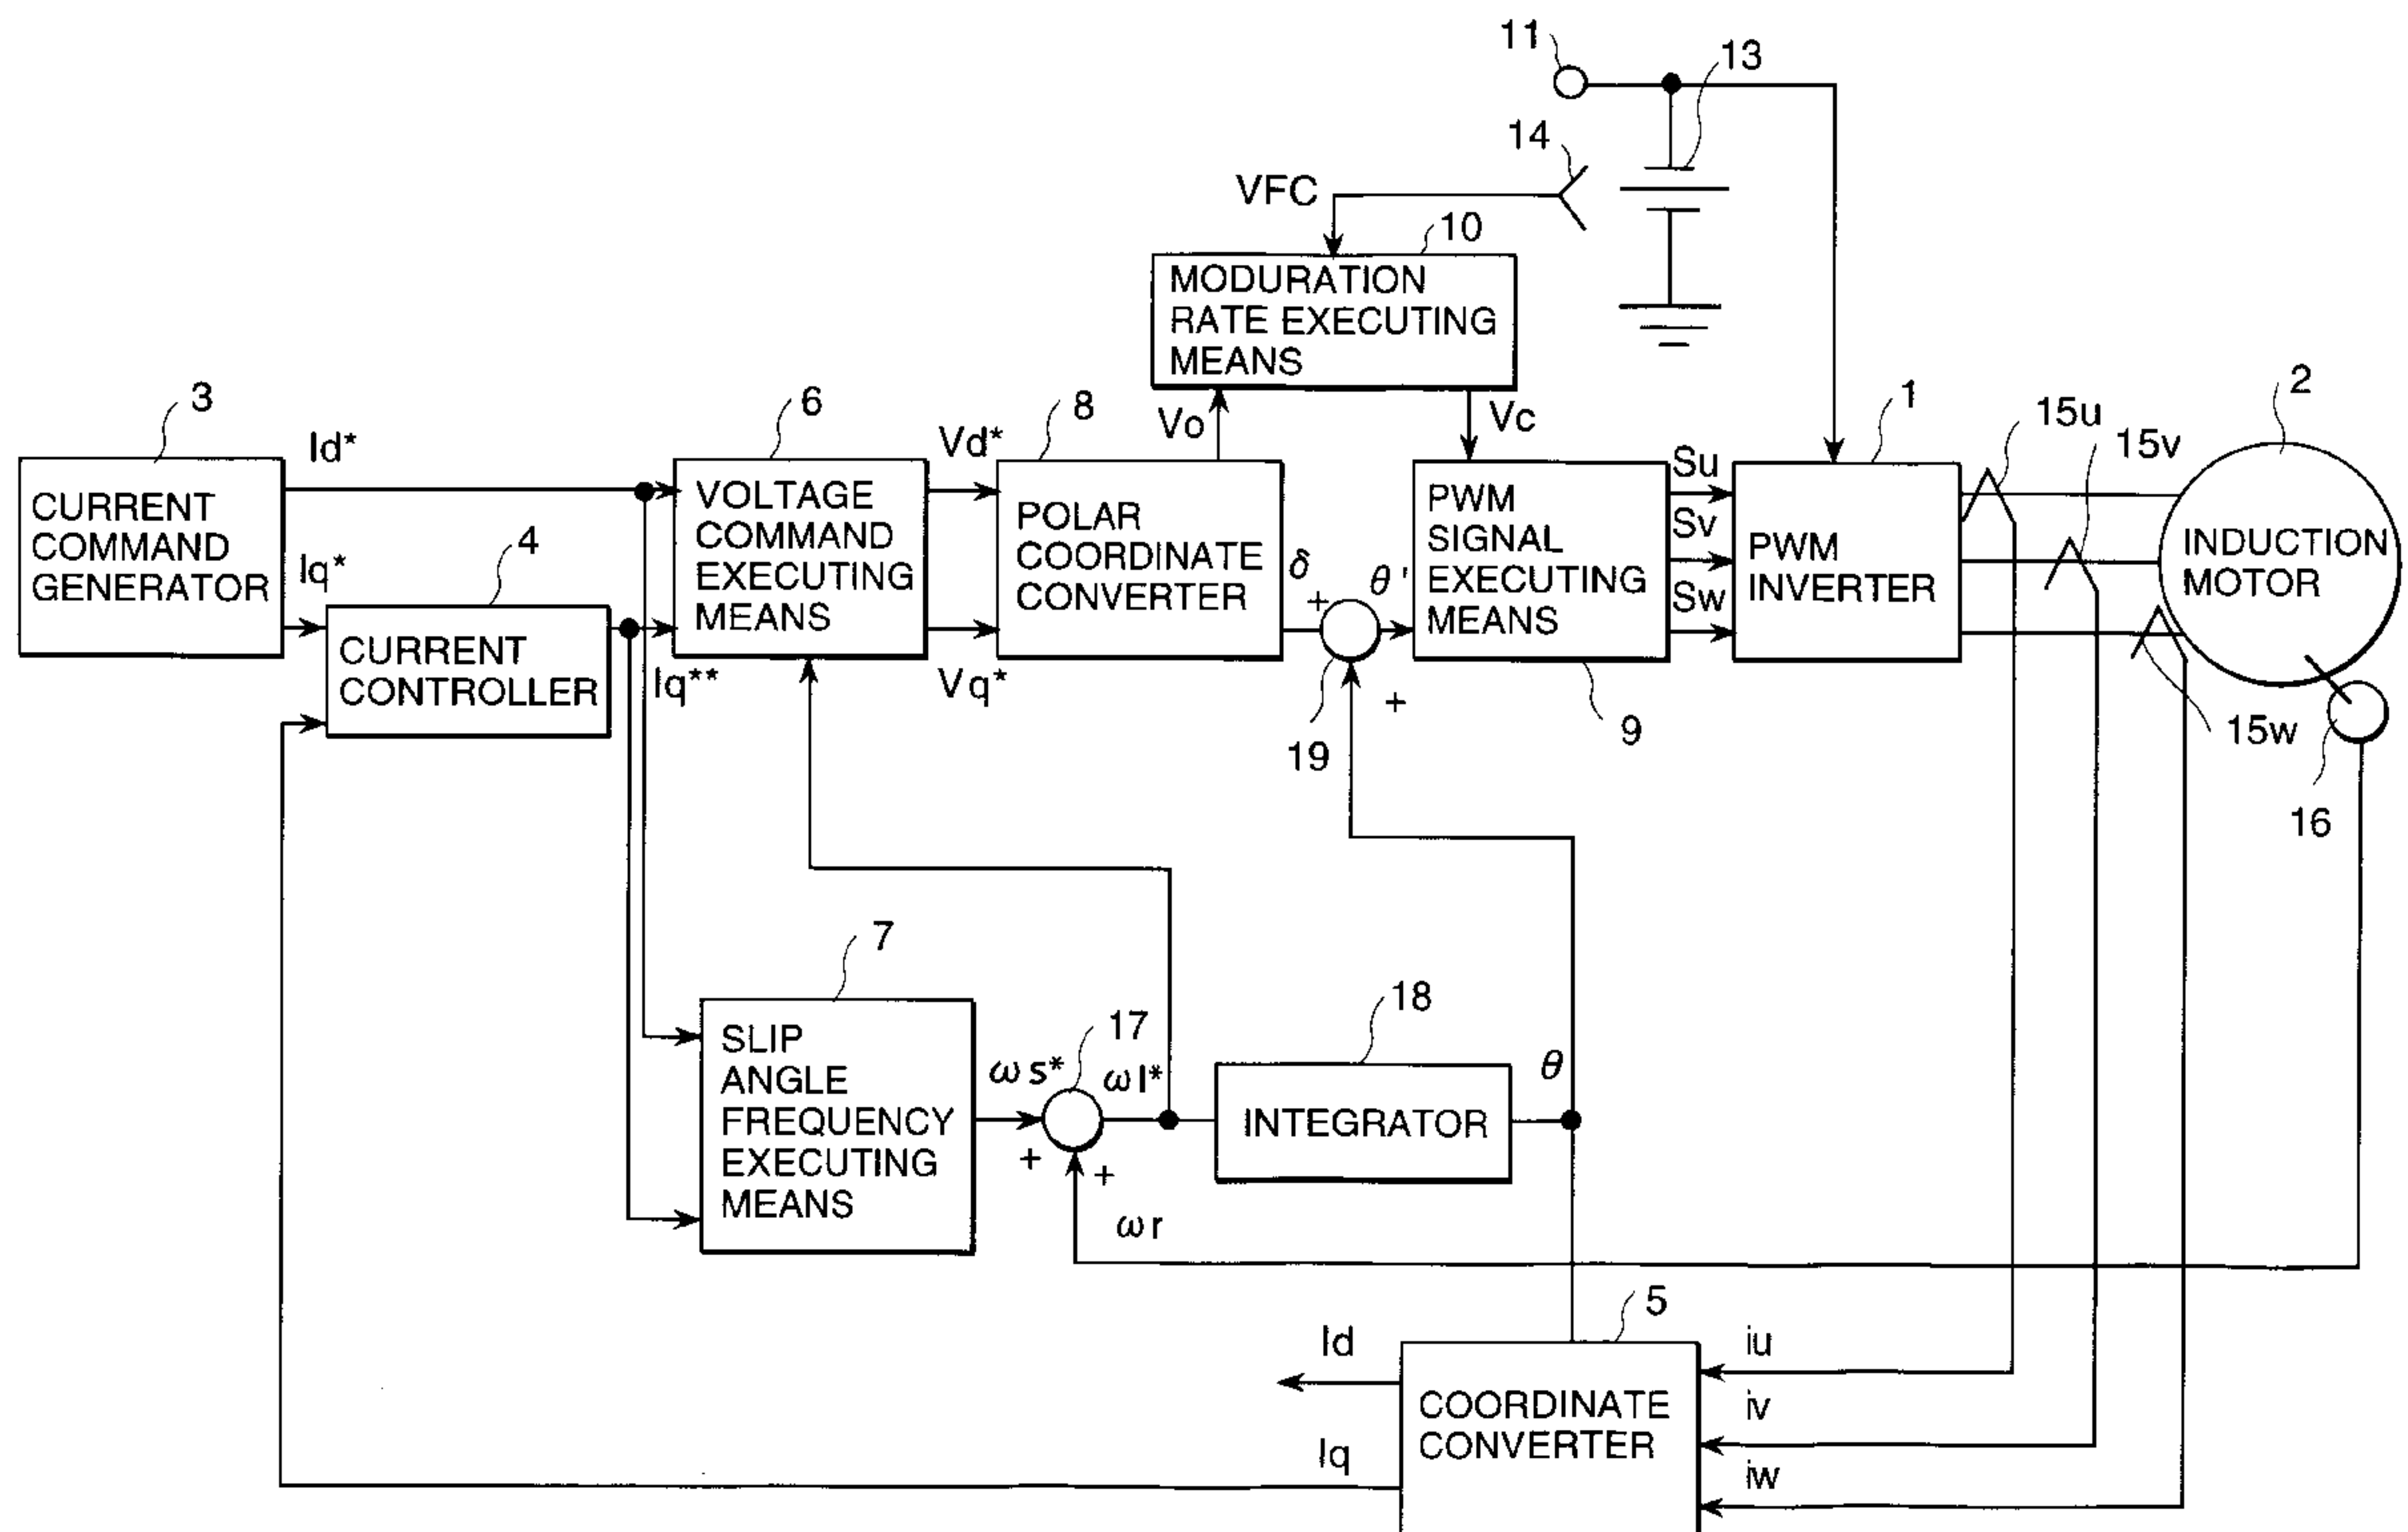 11
13
14
VFC
10
MODURATION
RATE EXECUTING
MEANS
3
6
8
Vo
Vc
1
15u
15v
2
Id*
Vd*
Su
CURRENT
COMMAND
GENERATOR
Iq*
4
VOLTAGE
COMMAND
EXECUTING
MEANS
POLAR
COORDINATE
CONVERTER
δ
+
θ'
PWM
SIGNAL
EXECUTING
MEANS
Sv
Sw
PWM
INVERTER
INDUCTION
MOTOR
CURRENT
CONTROLLER
Iq**
Vq*
19
+
9
15w
16
7
SLIP
ANGLE
FREQUENCY
EXECUTING
MEANS
17
18
ωs*
ωI*
θ
INTEGRATOR
+
+
ωr
5
Id
iu
COORDINATE
CONVERTER
iv
Iq
iw